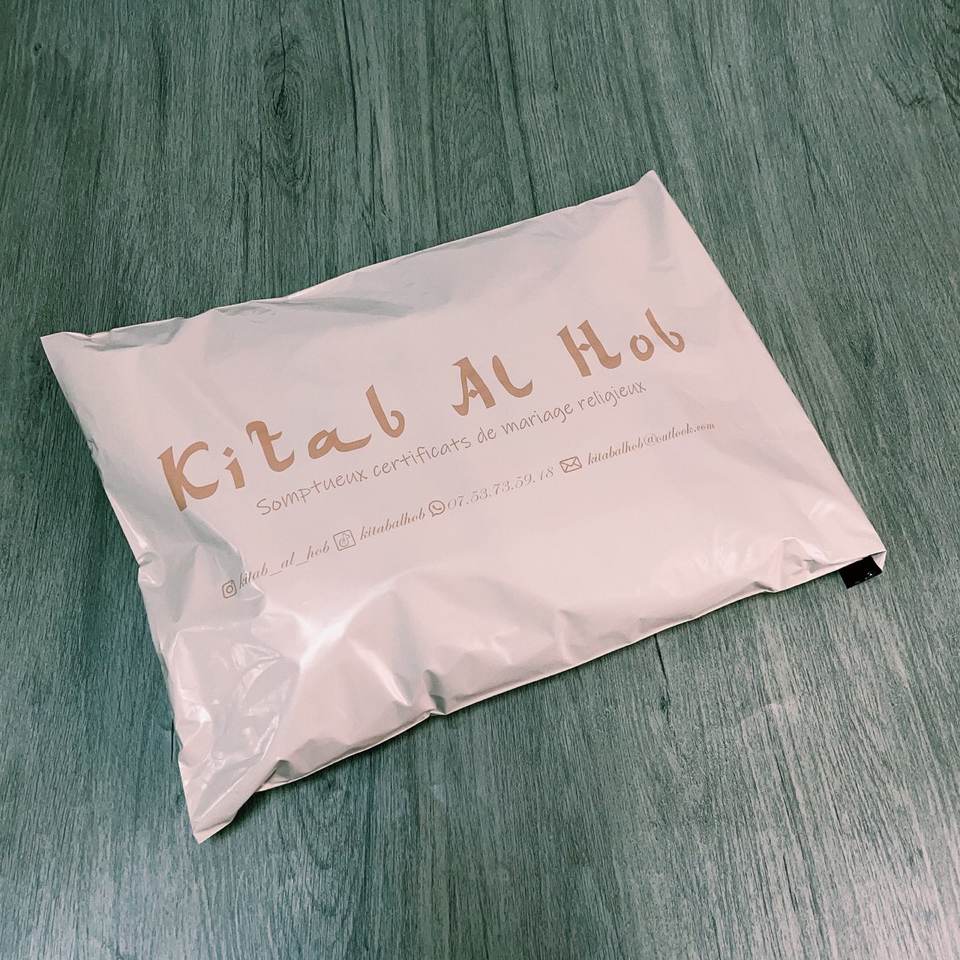 Kitab Al Hob
Somptueux certificats de mariage religieux
kitab_al_hob kitabalhob 07.53.73.59.18 kitabalhob@outlook.com